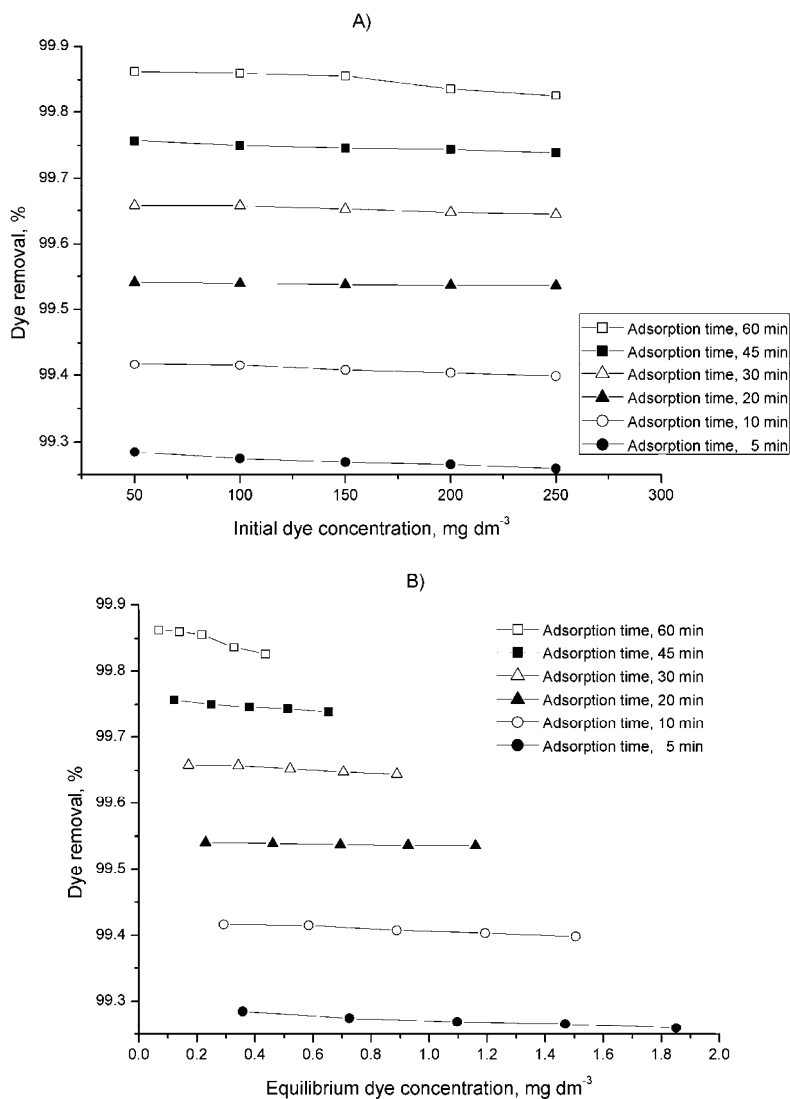 A)
99.9
99.8
99.7
99.6
99.5
99.4
99.3
Dye removal, %
Adsorption time, 60 min
Adsorption time, 45 min
Adsorption time, 30 min
Adsorption time, 20 min
Adsorption time, 10 min
Adsorption time, 5 min
50 100 150 200 250 300
Initial dye concentration, mg dm-3
B)
99.9
99.8
99.7
99.6
99.5
99.4
99.3
Dye removal, %
Adsorption time, 60 min
Adsorption time, 45 min
Adsorption time, 30 min
Adsorption time, 20 min
Adsorption time, 10 min
Adsorption time, 5 min
0.0 0.2 0.4 0.6 0.8 1.0 1.2 1.4 1.6 1.8 2.0
Equilibrium dye concentration, mg dm-3